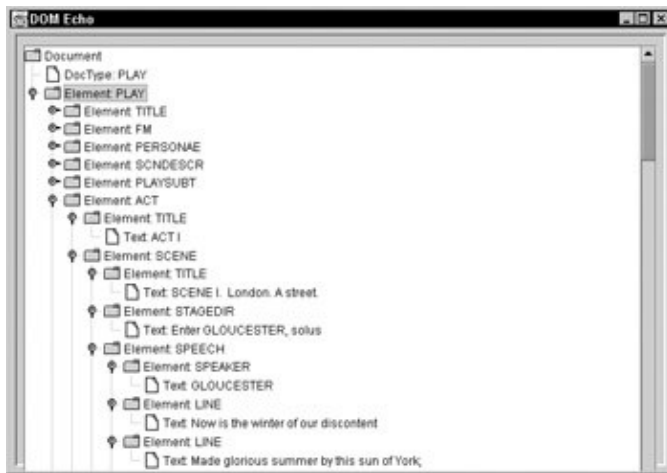 DOM Echo
Document
DocType: PLAY
Element: PLAY
Element: TITLE
Element: FM
Element: PERSONAE
Element: SCNDESCR
Element: PLAYSUBT
Element: ACT
Element: TITLE
Text: ACT I
Element: SCENE
Element: TITLE
Text: SCENE I. London. A street.
Element: STAGEDIR
Text: Enter GLOUCESTER, solus
Element: SPEECH
Element: SPEAKER
Text: GLOUCESTER
Element: LINE
Text: Now is the winter of our discontent
Element: LINE
Text: Made glorious summer by this sun of York;